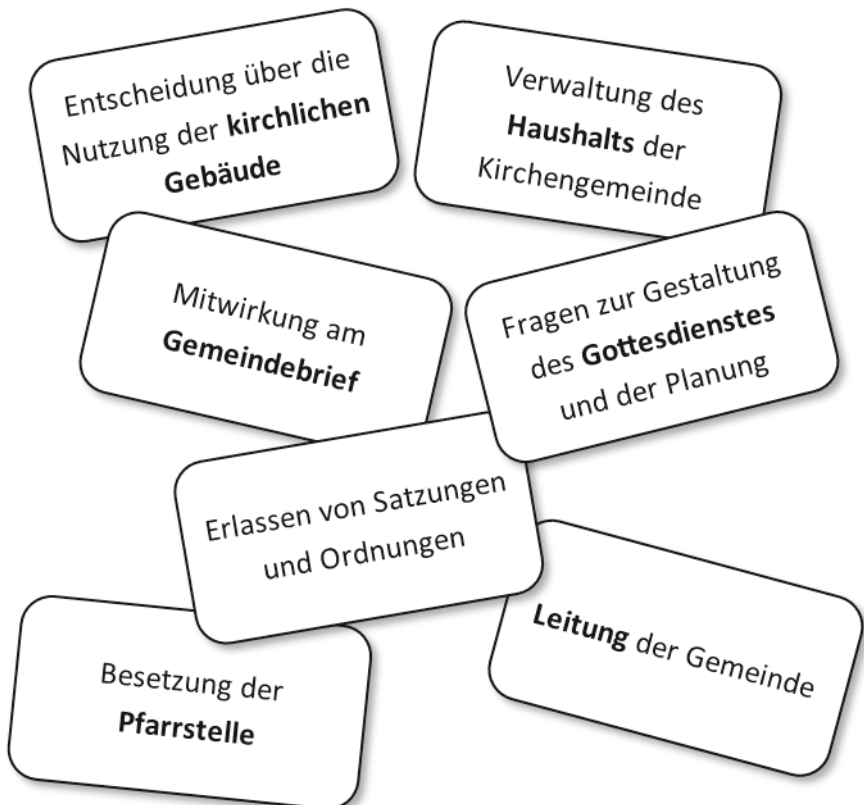 Entscheidung über die
Nutzung der kirchlichen
Gebäude
Verwaltung des
Haushalts der
Kirchengemeinde
Mitwirkung am
Gemeindebrief
Fragen zur Gestaltung
des Gottesdienstes
und der Planung
Erlassen von Satzungen
und Ordnungen
Leitung der Gemeinde
Besetzung der
Pfarrstelle